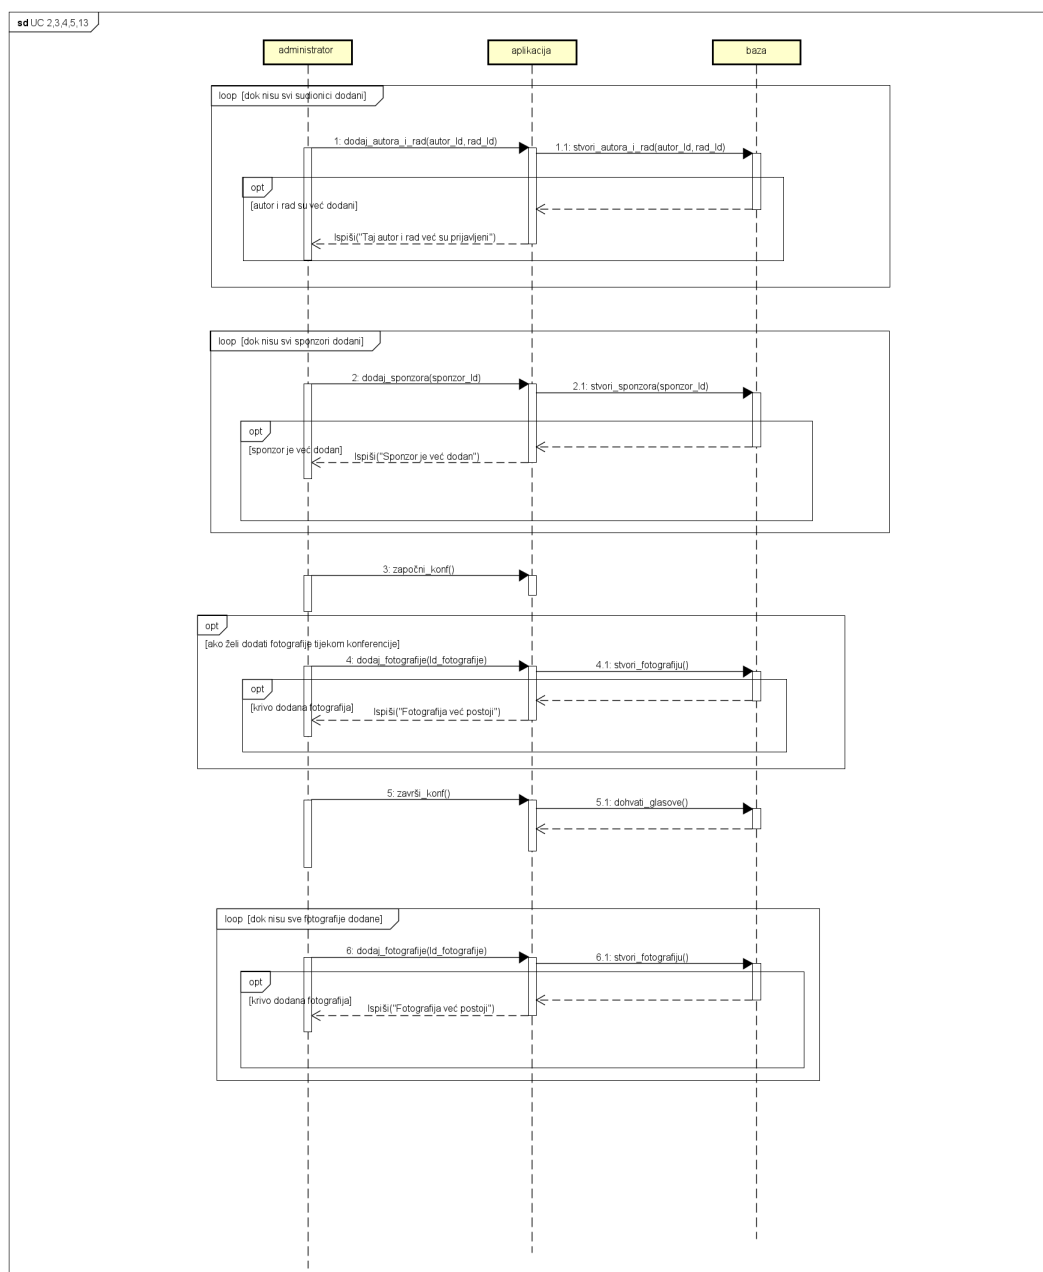 sd UC 2,3,4,5,13
administrator
aplikacija
baza
loop [dok nisu svi sudionici dodani]
1: dodaj_autora_i_rad(autor_Id, rad_Id)
1.1: stvori_autora_i_rad(autor_Id, rad_Id)
opt
[autor i rad su već dodani]
Ispiši("Taj autor i rad već su prijavljeni")
loop [dok nisu svi sponzori dodani]
2: dodaj_sponzora(sponzor_Id)
2.1: stvori_sponzora(sponzor_Id)
opt
[sponzor je već dodan]
Ispiši("Sponzor je već dodan")
3: započni_konf()
opt
[ako želi dodati fotografije tijekom konferencije]
4: dodaj_fotografije(Id_fotografije)
4.1: stvori_fotografiju()
opt
[krivo dodana fotografija]
Ispiši("Fotografija već postoji")
5: završi_konf()
5.1: dohvati_glasove()
loop [dok nisu sve fotografije dodane]
6: dodaj_fotografije(Id_fotografije)
6.1: stvori_fotografiju()
opt
[krivo dodana fotografija]
Ispiši("Fotografija već postoji")